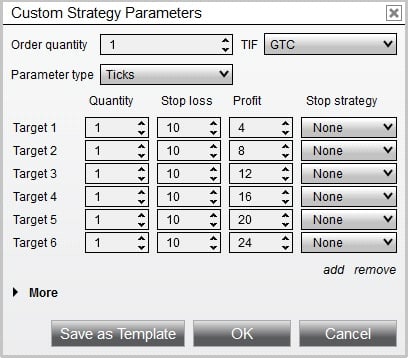 Custom Strategy Parameters
Order quantity 1 TIF GTC
Parameter type Ticks
Quantity Stop loss Profit Stop strategy
Target 1 1 10 4 None
Target 2 1 10 8 None
Target 3 1 10 12 None
Target 4 1 10 16 None
Target 5 1 10 20 None
Target 6 1 10 24 None
add remove
More
Save as Template OK Cancel